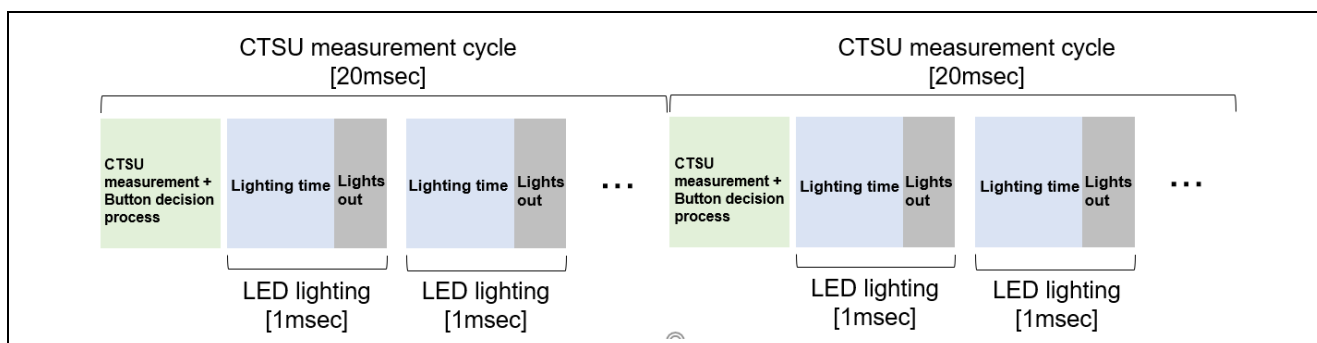 CTSU measurement cycle
[20msec]
CTSU measurement cycle
[20msec]
CTSU
measurement +
Button decision
process
Lighting time
Lights
out
Lighting time
Lights
out
...
CTSU
measurement +
Button decision
process
Lighting time
Lights
out
Lighting time
Lights
out
...
LED lighting
[1msec]
LED lighting
[1msec]
LED lighting
[1msec]
LED lighting
[1msec]